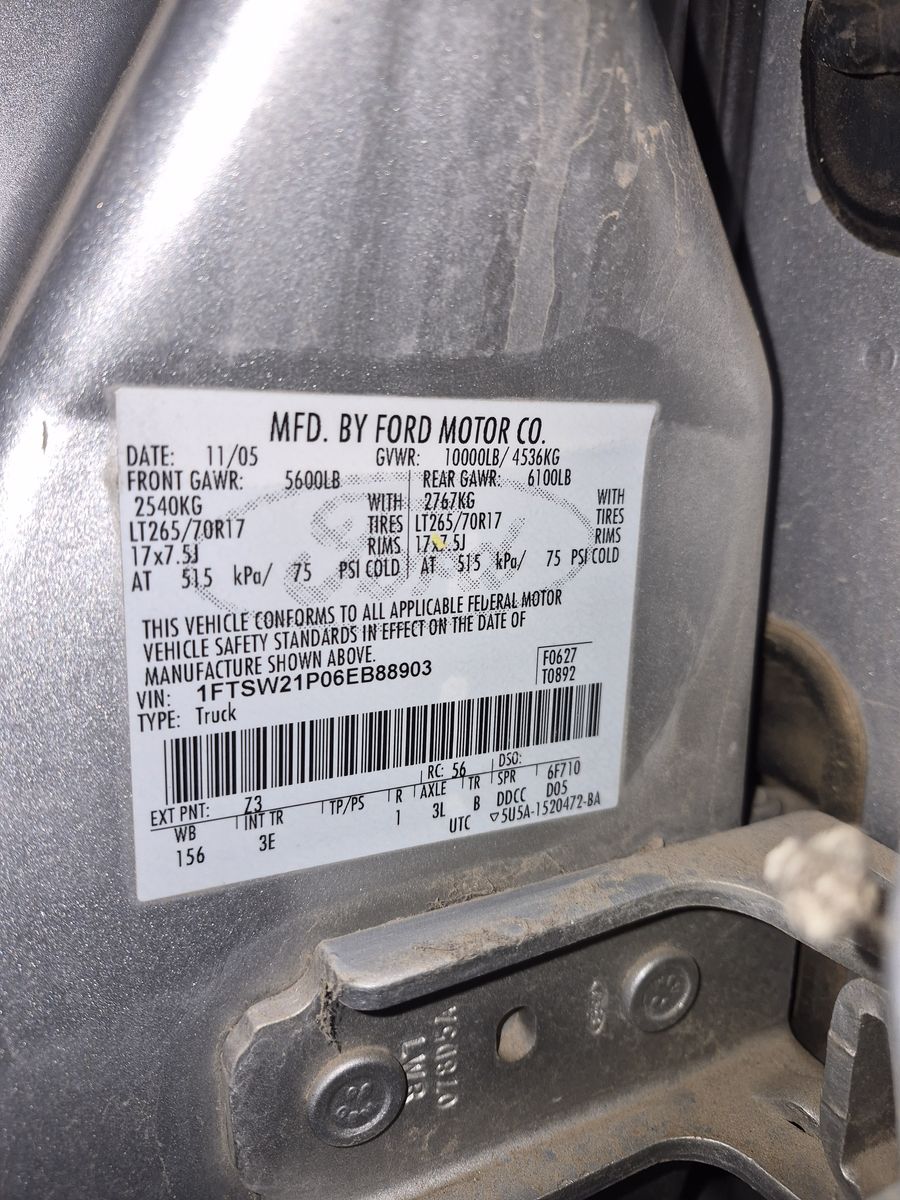 MFD. BY FORD MOTOR CO.
DATE: 11/05 GVWR: 10000LB/ 4536KG
FRONT GAWR: 5600LB REAR GAWR: 6100LB
2540KG WITH 2767KG WITH
LT265/70R17 TIRES LT265/70R17 TIRES
17x7.5J RIMS 17x7.5J RIMS
AT 515 kPa/ 75 PSI COLD AT 515 kPa/ 75 PSI COLD
THIS VEHICLE CONFORMS TO ALL APPLICABLE FEDERAL MOTOR
VEHICLE SAFETY STANDARDS IN EFFECT ON THE DATE OF
MANUFACTURE SHOWN ABOVE.
VIN: 1FTSW21P06EB88903 F0627
TYPE: Truck T0892
RC: 56 DSO:
EXT PNT: Z3 6F710
WB INT TR TP/PS R AXLE TR SPR
156 3E 1 3L B DDCC D05
UTC ▽5U5A-1520472-BA